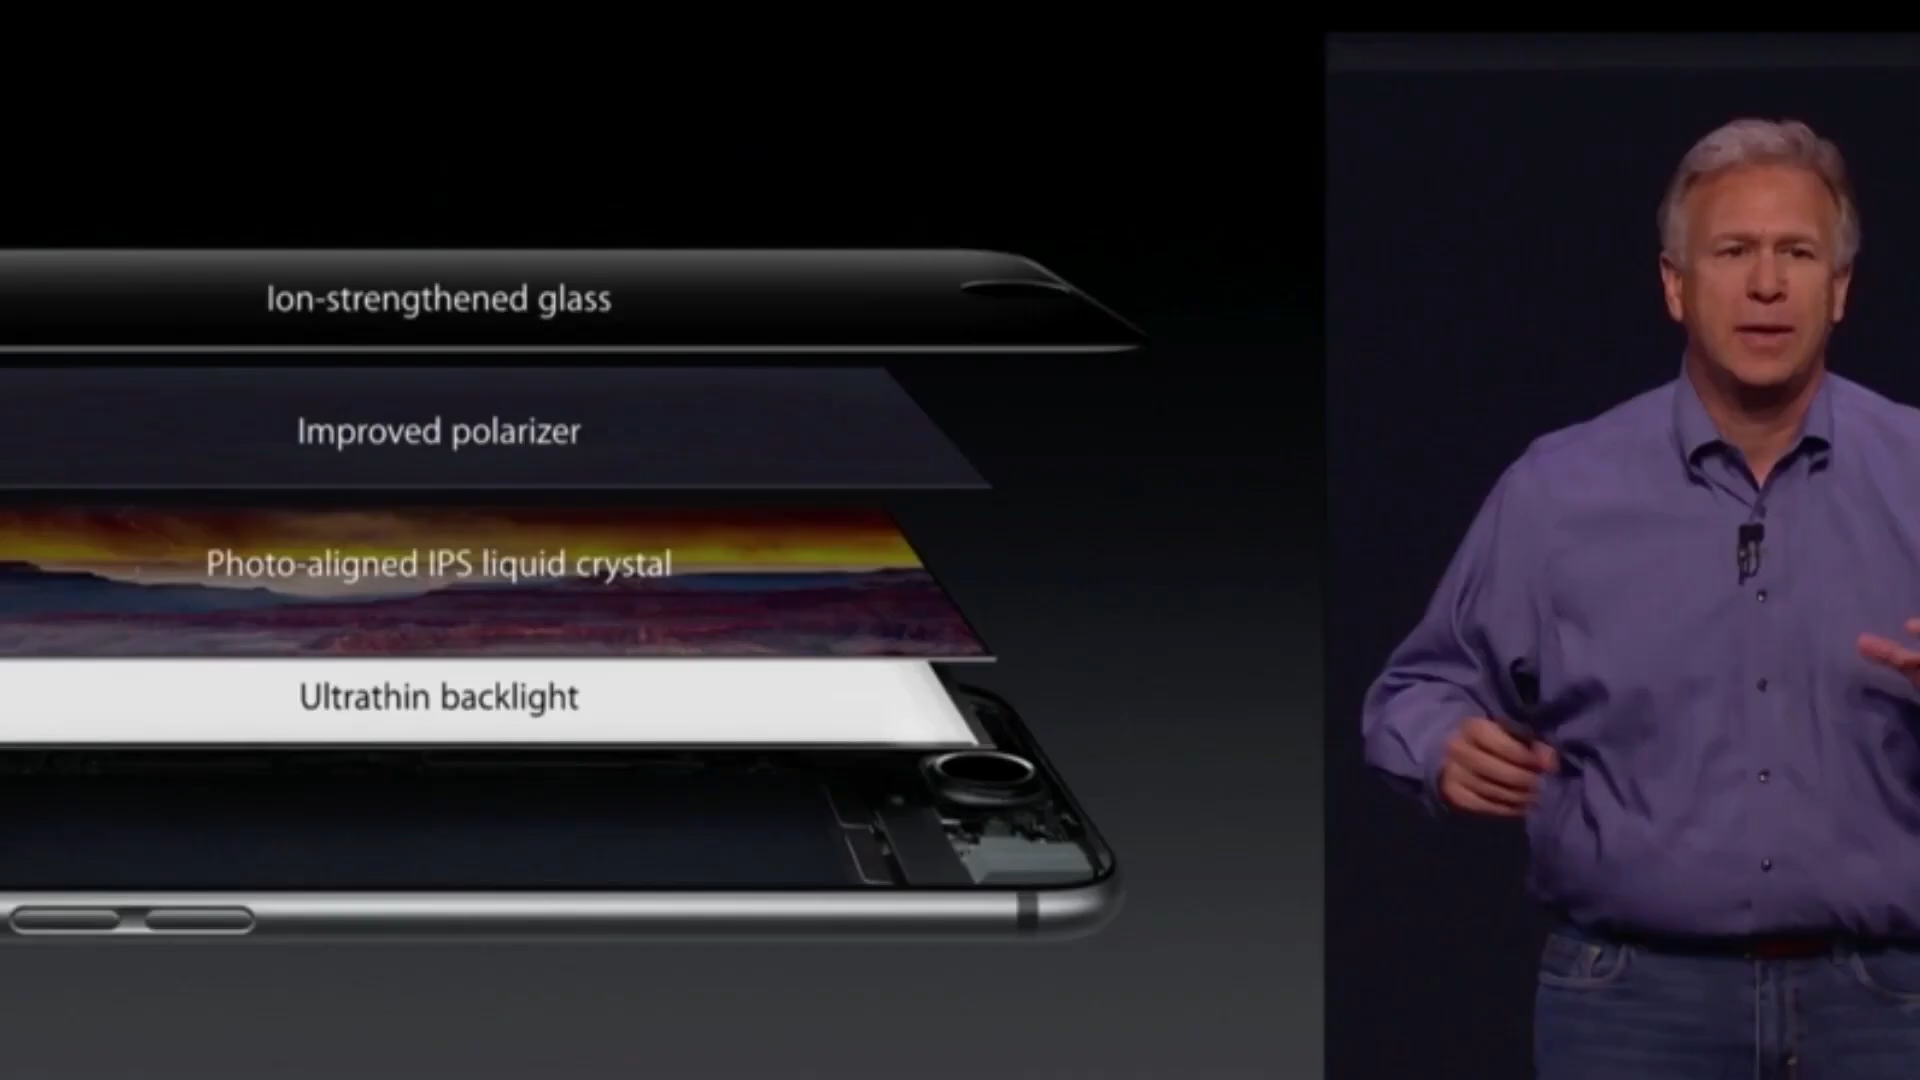 Ion-strengthened glass
Improved polarizer
Photo-aligned IPS liquid crystal
Ultrathin backlight